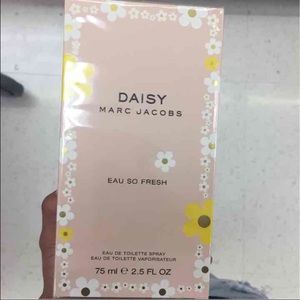 DAISY
MARC JACOBS
EAU SO FRESH
EAU DE TOILETTE SPRAY
EAU DE TOILETTE VAPORISATEUR
75 ml ℮ 2.5 FL OZ